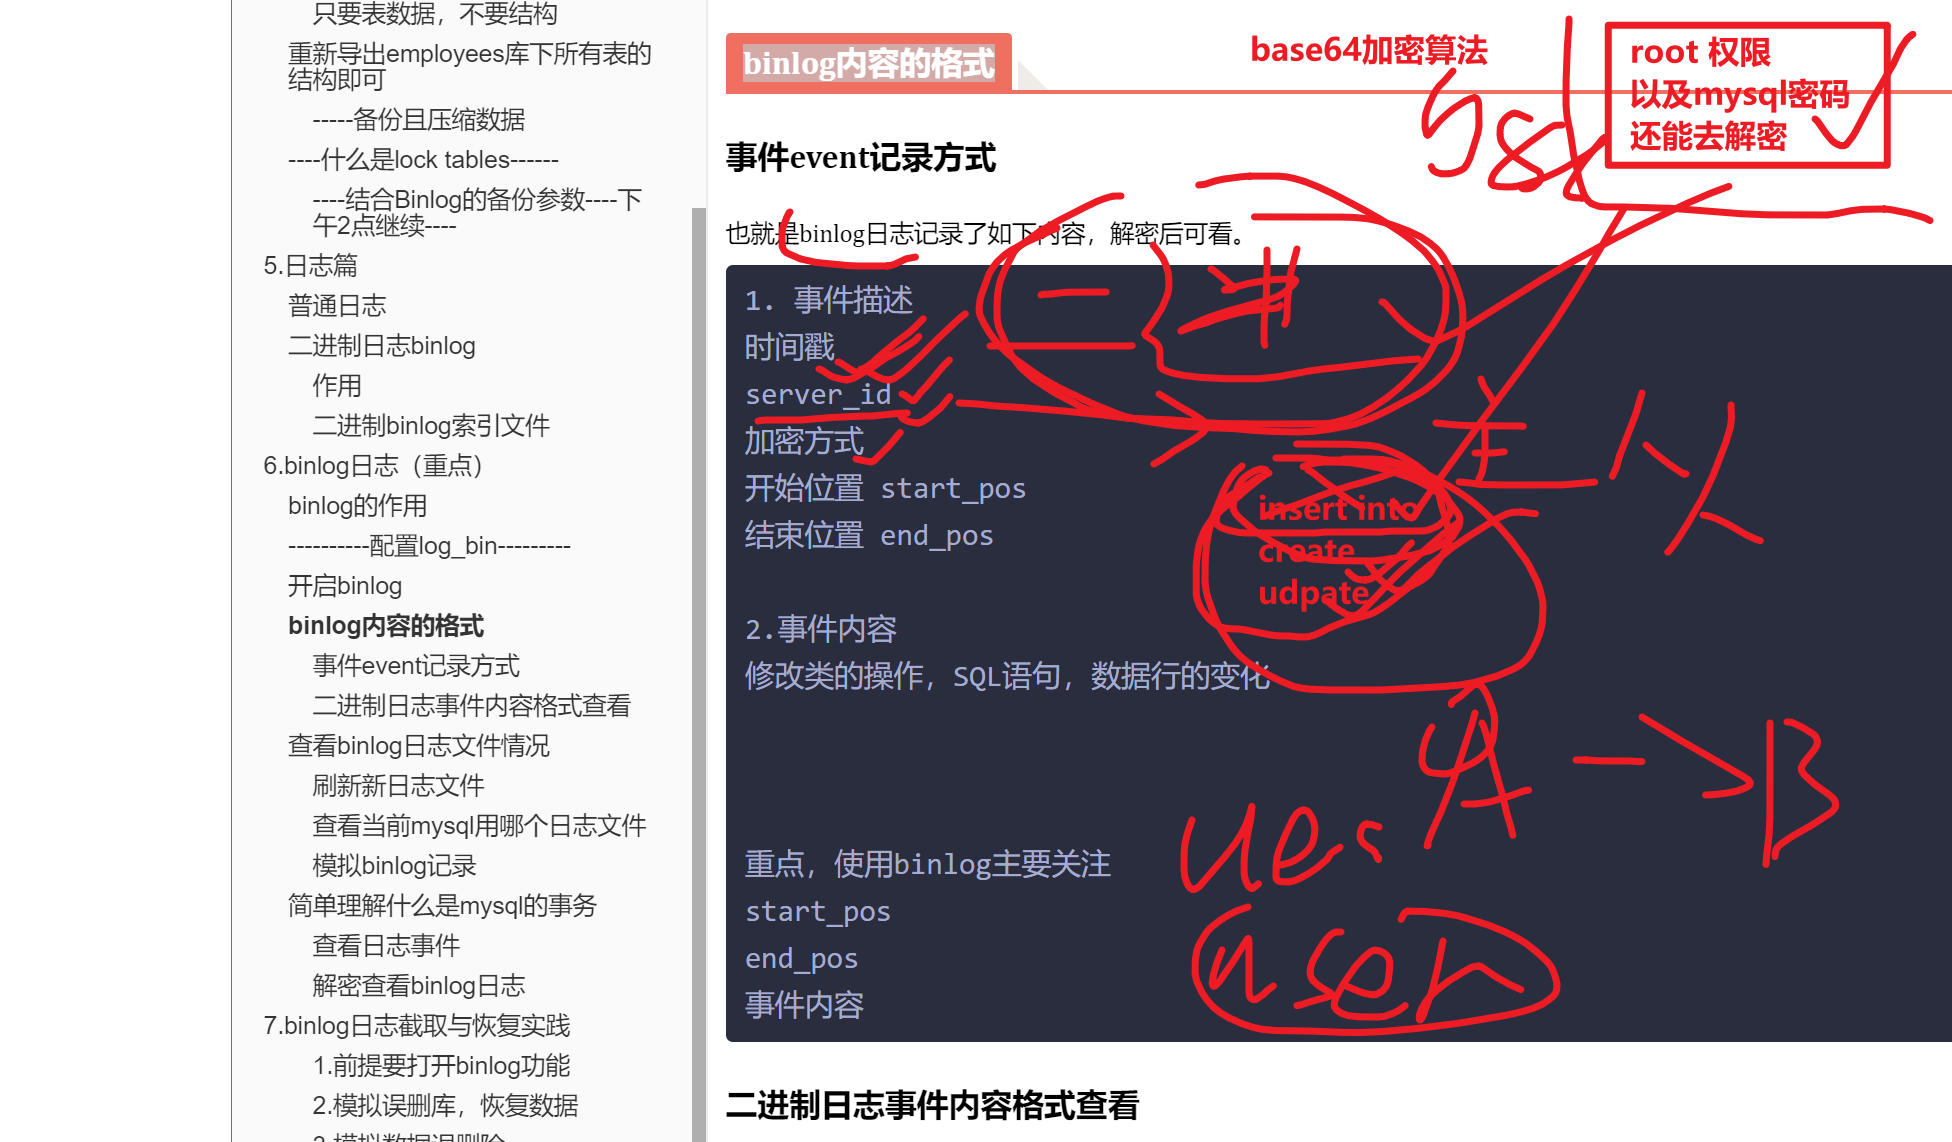 只要表数据，不要结构
重新导出employees库下所有表的
结构即可
-----备份且压缩数据
----什么是lock tables------
----结合Binlog的备份参数----下
午2点继续----
5.日志篇
普通日志
二进制日志binlog
作用
二进制binlog索引文件
6.binlog日志（重点）
binlog的作用
----------配置log_bin---------
开启binlog
binlog内容的格式
事件event记录方式
二进制日志事件内容格式查看
查看binlog日志文件情况
刷新新日志文件
查看当前mysql用哪个日志文件
模拟binlog记录
简单理解什么是mysql的事务
查看日志事件
解密查看binlog日志
7.binlog日志截取与恢复实践
1.前提要打开binlog功能
2.模拟误删库，恢复数据
binlog内容的格式
base64加密算法
root 权限
以及mysql密码
还能去解密
事件event记录方式
也就是binlog日志记录了如下内容，解密后可看。
1. 事件描述
时间戳
server_id
加密方式
开始位置 start_pos
结束位置 end_pos
insert into
create
udpate
2.事件内容
修改类的操作，SQL语句，数据行的变化
A
B
重点，使用binlog主要关注
start_pos
end_pos
事件内容
user
二进制日志事件内容格式查看